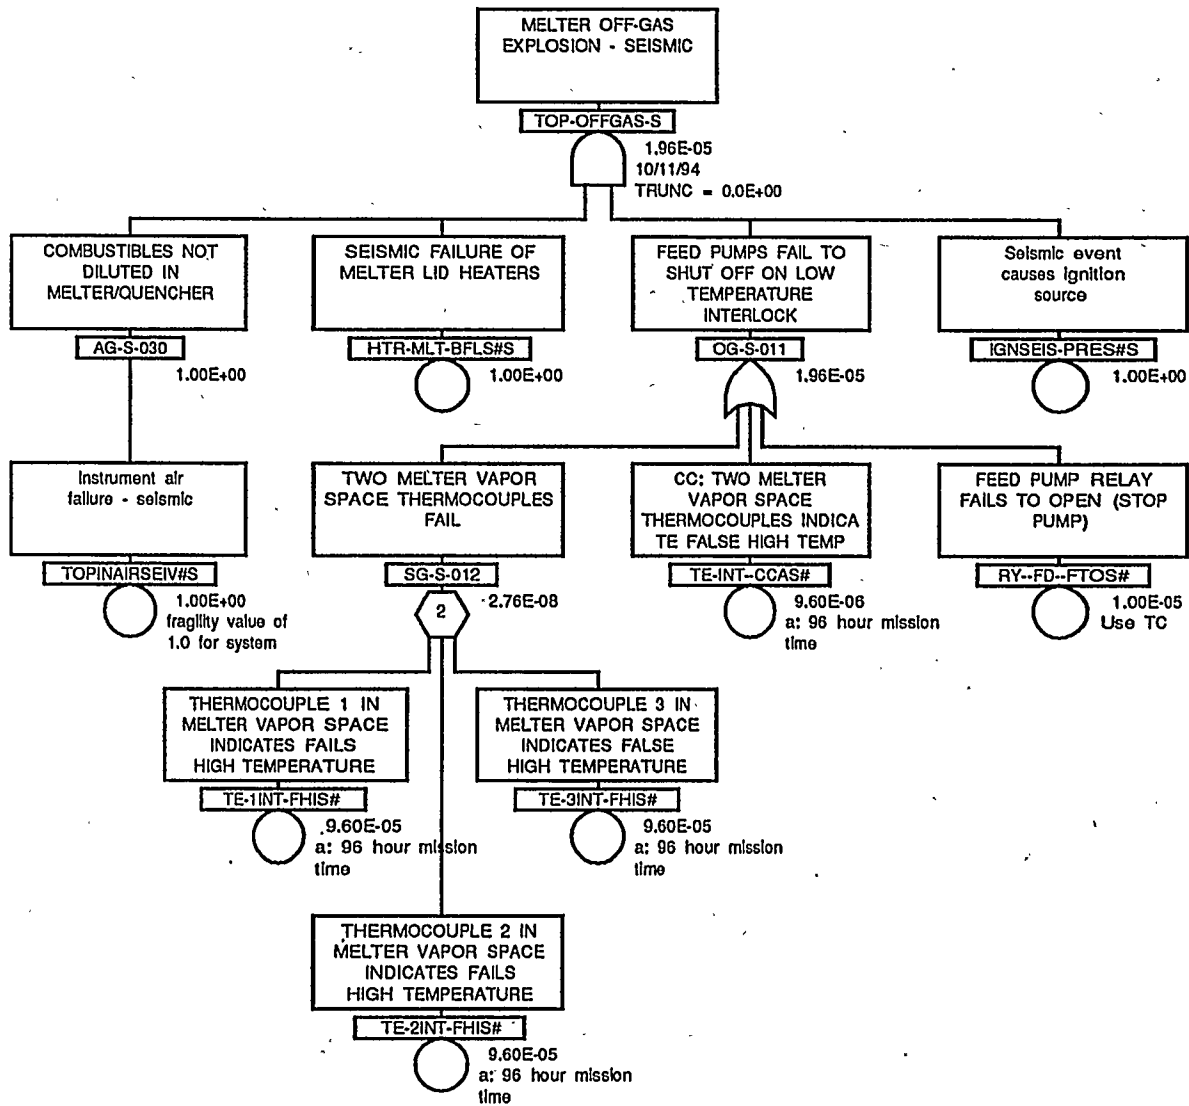 MELTER OFF-GAS
EXPLOSION - SEISMIC
TOP-OFFGAS-S
1.96E-05
10/11/94
TRUNC = 0.0E+00
COMBUSTIBLES NOT
DILUTED IN
MELTER/QUENCHER
AG-S-030
1.00E+00
SEISMIC FAILURE OF
MELTER LID HEATERS
HTR-MLT-BFLS#S
1.00E+00
FEED PUMPS FAIL TO
SHUT OFF ON LOW
TEMPERATURE
INTERLOCK
OG-S-011
1.96E-05
Seismic event
causes ignition
source
IGNSEIS-PRES#S
1.00E+00
Instrument air
failure - seismic
TOPINAIRSEIV#S
1.00E+00
fragility value of
1.0 for system
TWO MELTER VAPOR
SPACE THERMOCOUPLES
FAIL
SG-S-012
2
2.76E-08
CC: TWO MELTER
VAPOR SPACE
THERMOCOUPLES INDICA
TE FALSE HIGH TEMP
TE-INT--CCAS#
9.60E-06
a: 96 hour mission
time
FEED PUMP RELAY
FAILS TO OPEN (STOP
PUMP)
RY--FD--FTOS#
1.00E-05
Use TC
THERMOCOUPLE 1 IN
MELTER VAPOR SPACE
INDICATES FAILS
HIGH TEMPERATURE
TE-1INT-FHIS#
9.60E-05
a: 96 hour mission
time
THERMOCOUPLE 3 IN
MELTER VAPOR SPACE
INDICATES FALSE
HIGH TEMPERATURE
TE-3INT-FHIS#
9.60E-05
a: 96 hour mission
time
THERMOCOUPLE 2 IN
MELTER VAPOR SPACE
INDICATES FAILS
HIGH TEMPERATURE
TE-2INT-FHIS#
9.60E-05
a: 96 hour mission
time